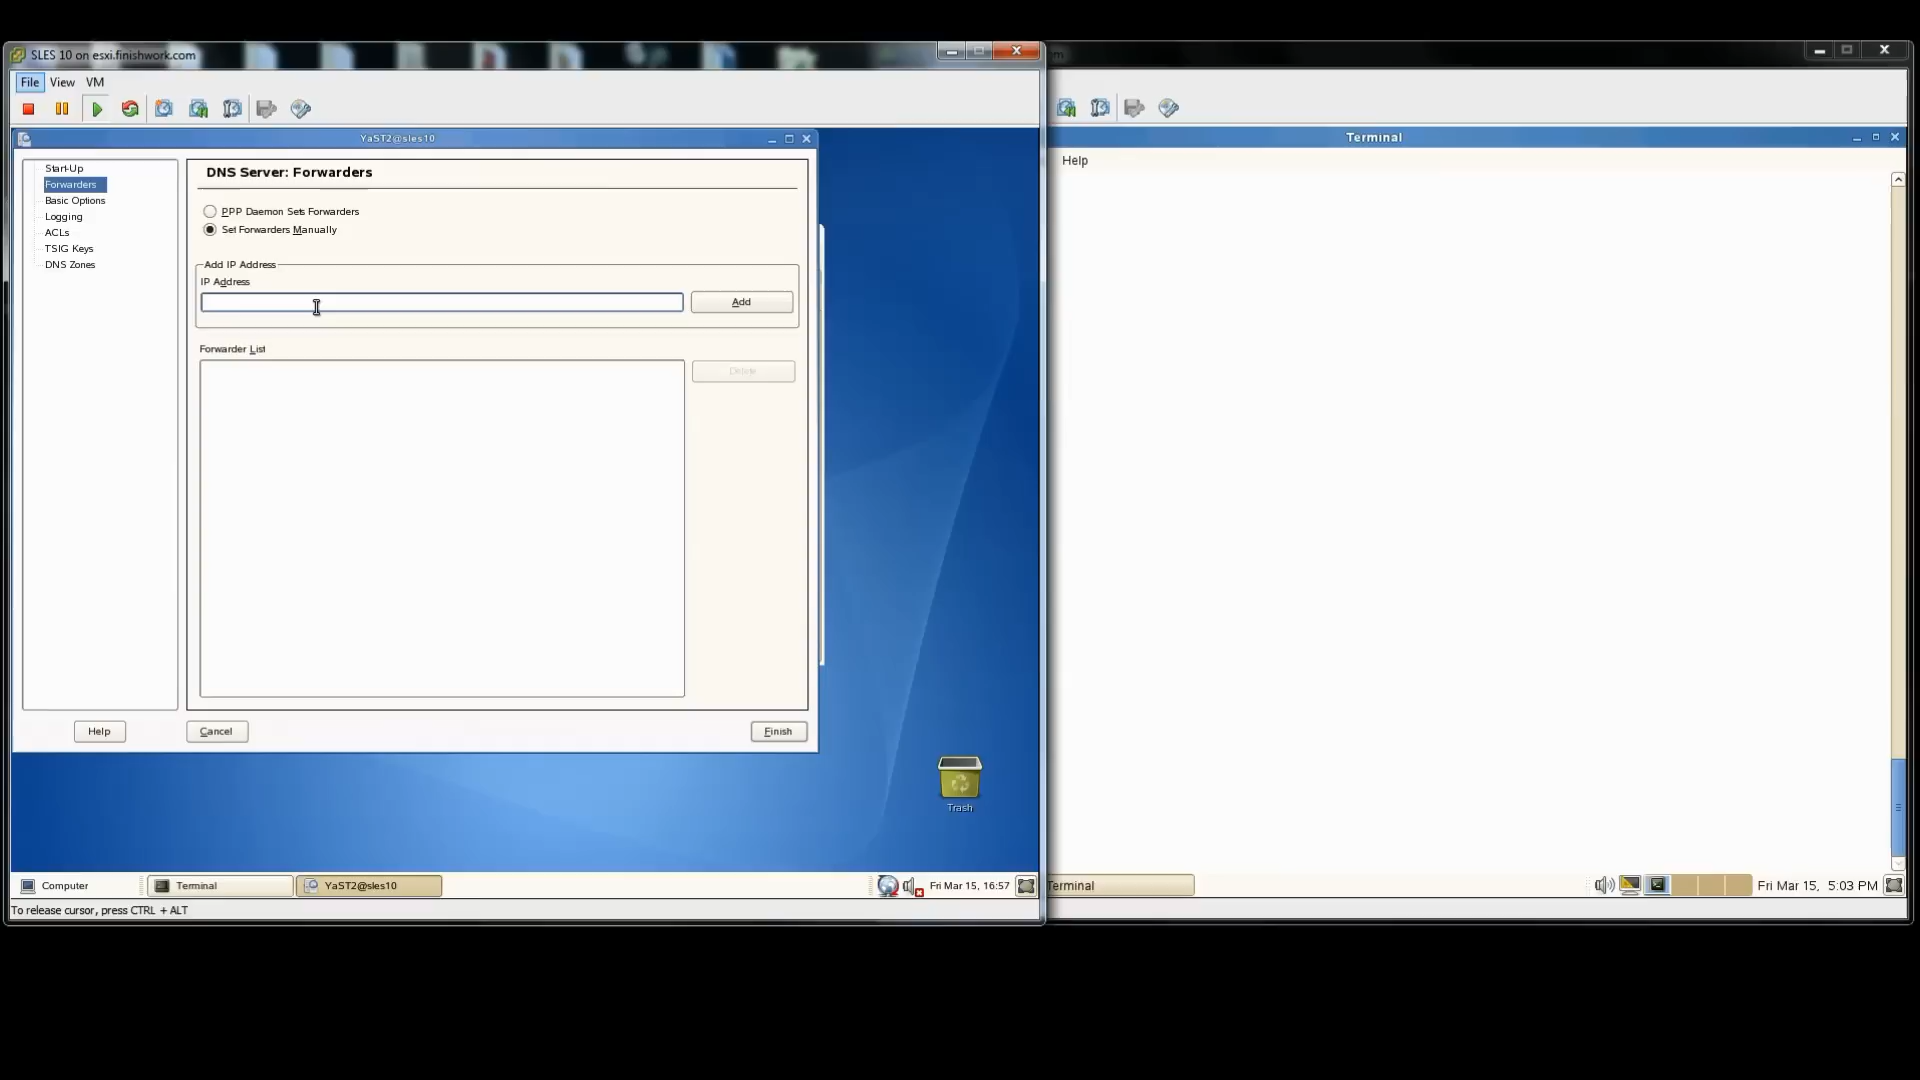 SLES 10 on esxi.finishwork.com
File View VM
YaST2@sles10
Start-Up
Forwarders
Basic Options
Logging
ACLs
TSIG Keys
DNS Zones
DNS Server: Forwarders
PPP Daemon Sets Forwarders
Set Forwarders Manually
Add IP Address
IP Address
Add
Forwarder List
Delete
Help
Cancel
Finish
Trash
Computer
Terminal
YaST2@sles10
Fri Mar 15, 16:57
To release cursor, press CTRL + ALT
Terminal
Help
Terminal
Fri Mar 15, 5:03 PM